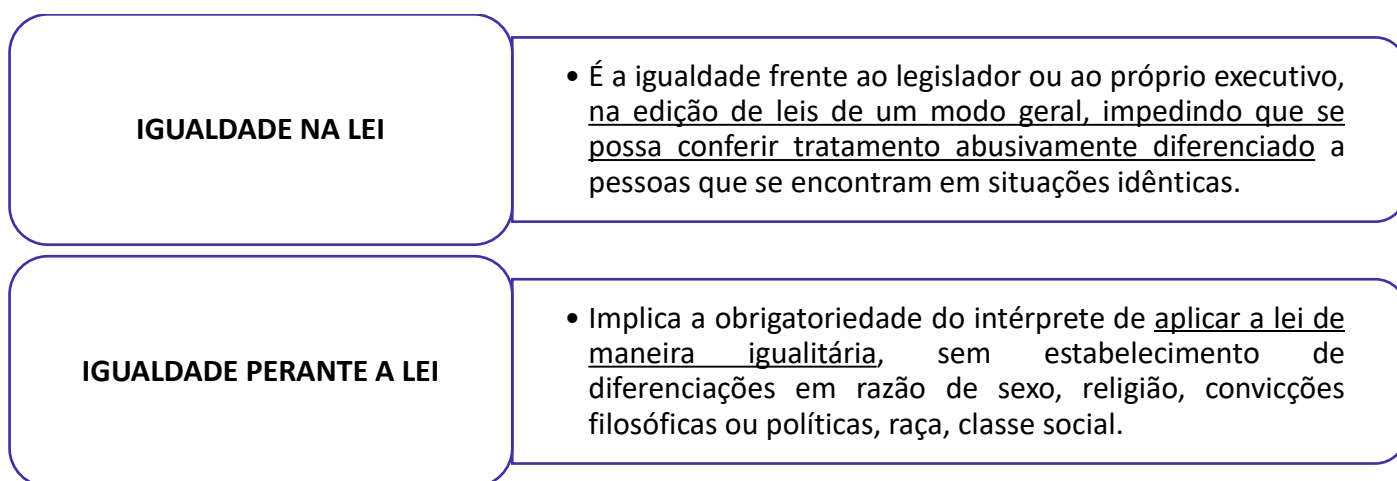 IGUALDADE NA LEI
• É a igualdade frente ao legislador ou ao próprio executivo,
na edição de leis de um modo geral, impedindo que se
possa conferir tratamento abusivamente diferenciado a
pessoas que se encontram em situações idênticas.
IGUALDADE PERANTE A LEI
• Implica a obrigatoriedade do intérprete de aplicar a lei de
maneira igualitária, sem estabelecimento de
diferenciações em razão de sexo, religião, convicções
filosóficas ou políticas, raça, classe social.